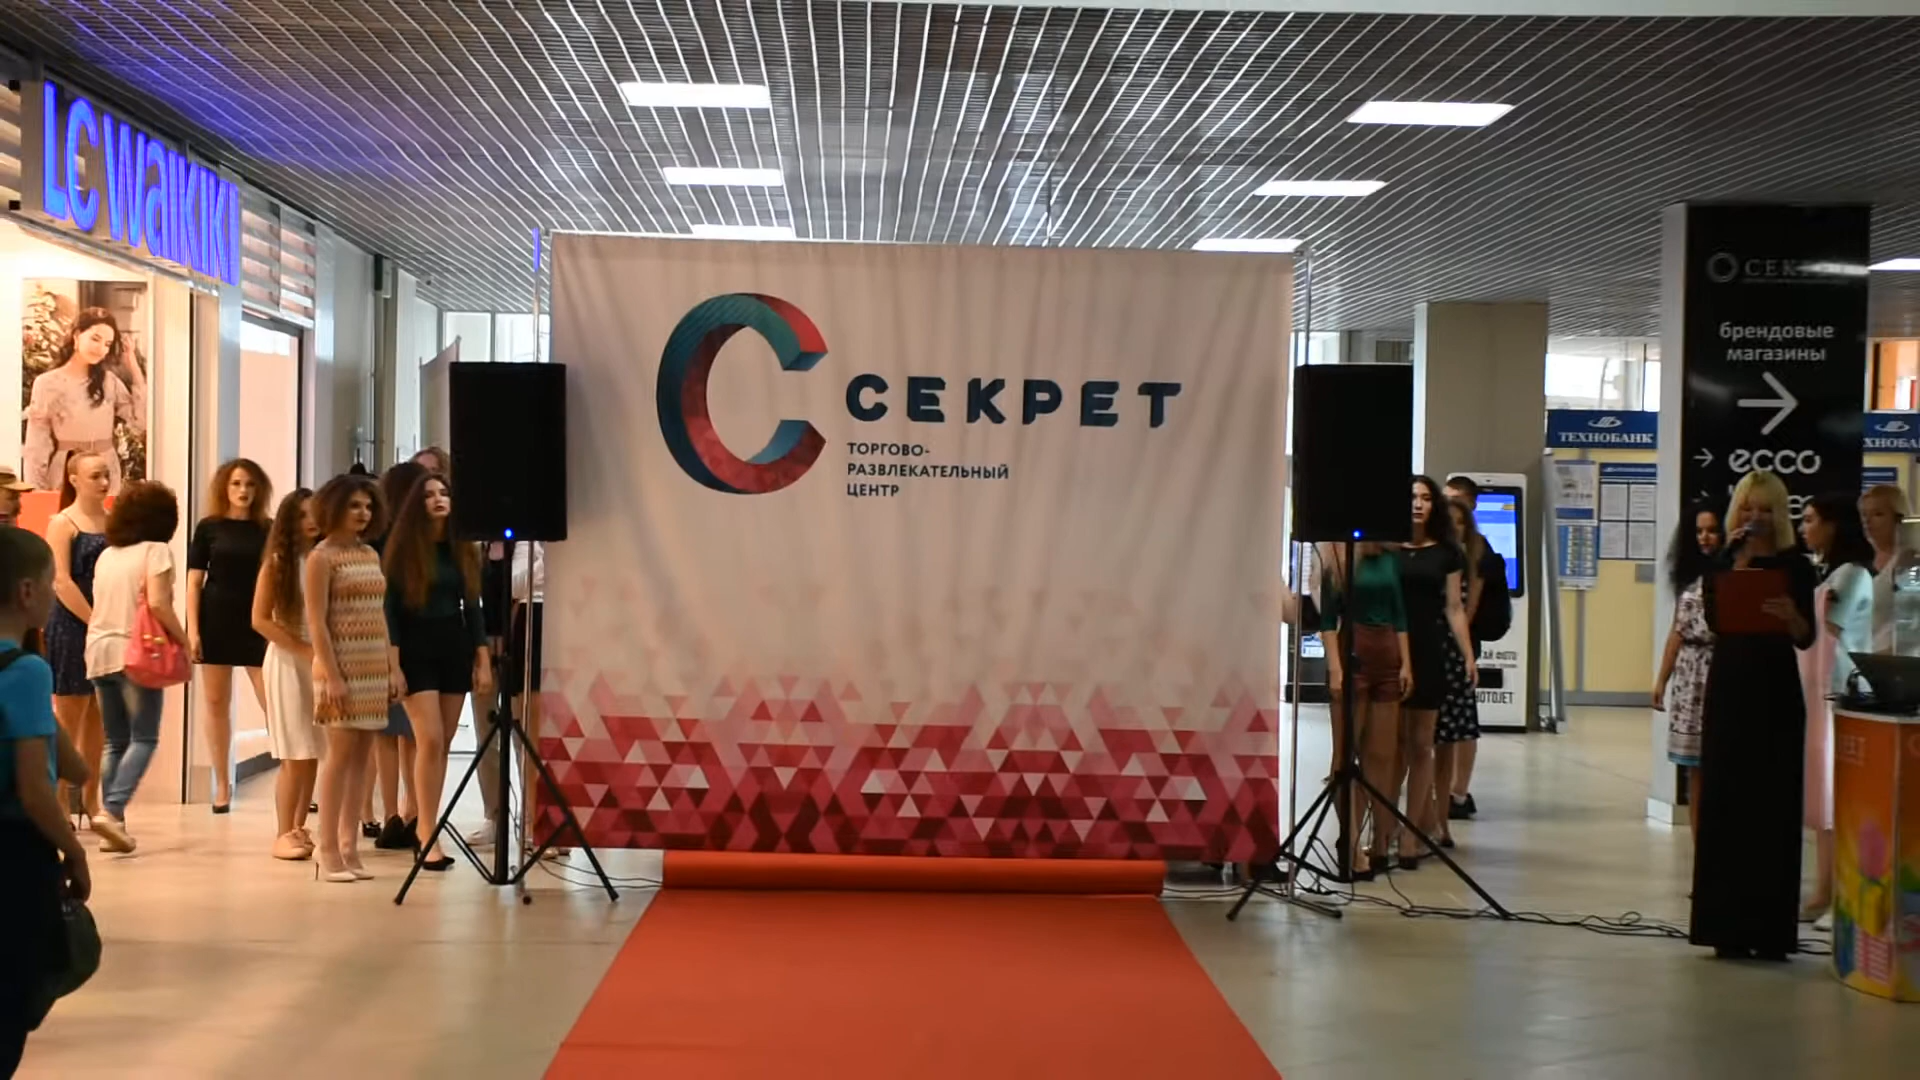 LC Waikiki
СЕКРЕТ
ТОРГОВО-
РАЗВЛЕКАТЕЛЬНЫЙ
ЦЕНТР
брендовые
магазины
ecco
ТЕХНОБАНК